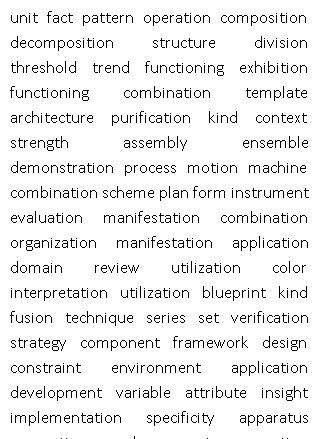 unit fact pattern operation composition
decomposition structure division
threshold trend functioning exhibition
functioning combination template
architecture purification kind context
strength assembly ensemble
demonstration process motion machine
combination scheme plan form instrument
evaluation manifestation combination
organization manifestation application
domain review utilization color
interpretation utilization blueprint kind
fusion technique series set verification
strategy component framework design
constraint environment application
development variable attribute insight
implementation specificity apparatus